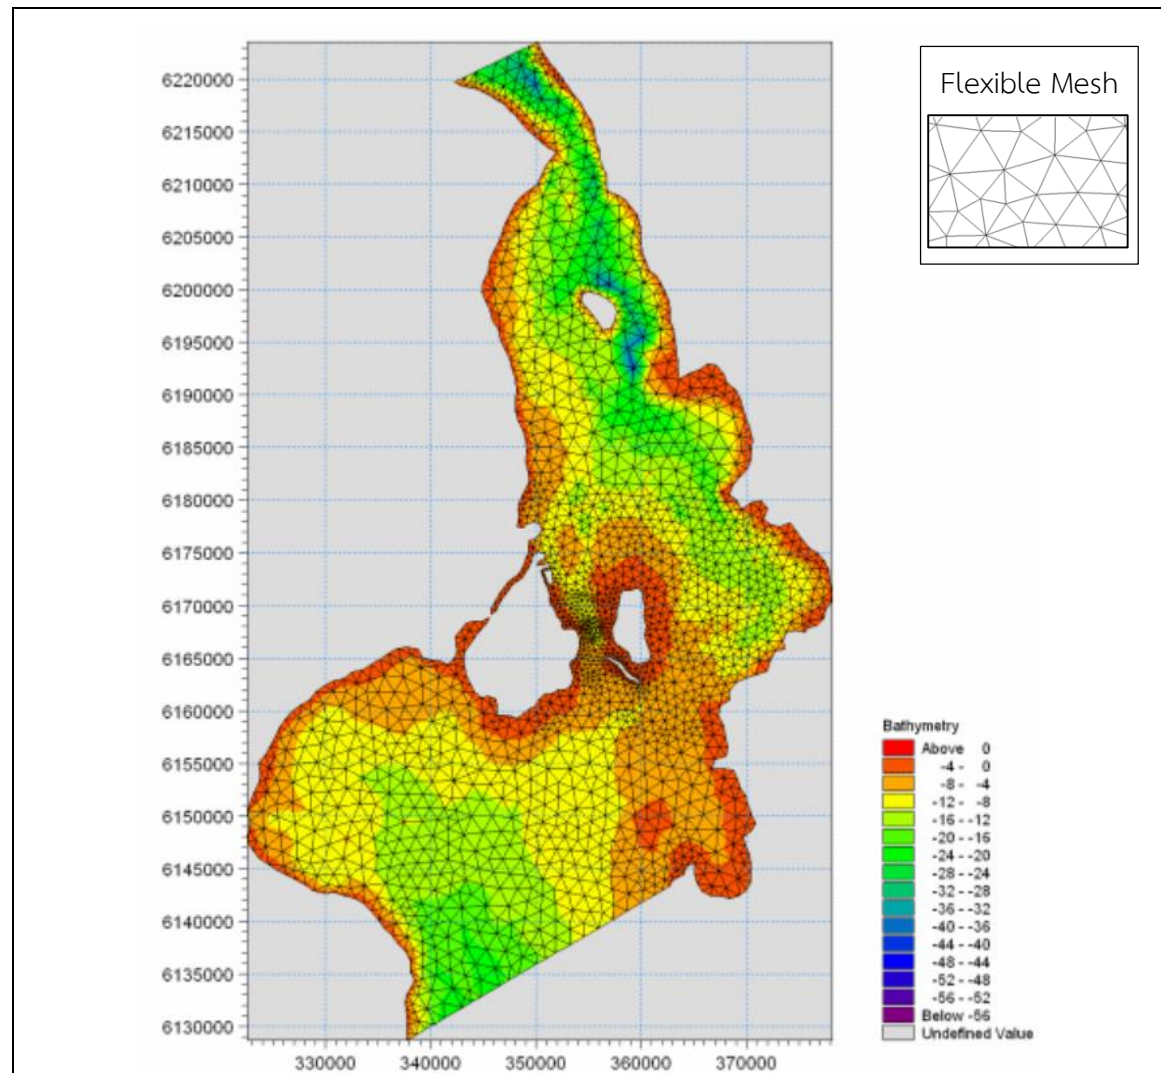 Flexible Mesh
6220000
6215000
6210000
6205000
6200000
6195000
6190000
6185000
6180000
6175000
6170000
6165000
6160000
6155000
6150000
6145000
6140000
6135000
6130000
330000 340000 350000 360000 370000
Bathymetry
Above 0
-4 - 0
-8 - -4
-12 - -8
-16 - -12
-20 - -16
-24 - -20
-28 - -24
-32 - -28
-36 - -32
-40 - -36
-44 - -40
-48 - -44
-52 - -48
-56 - -52
Below -56
Undefined Value